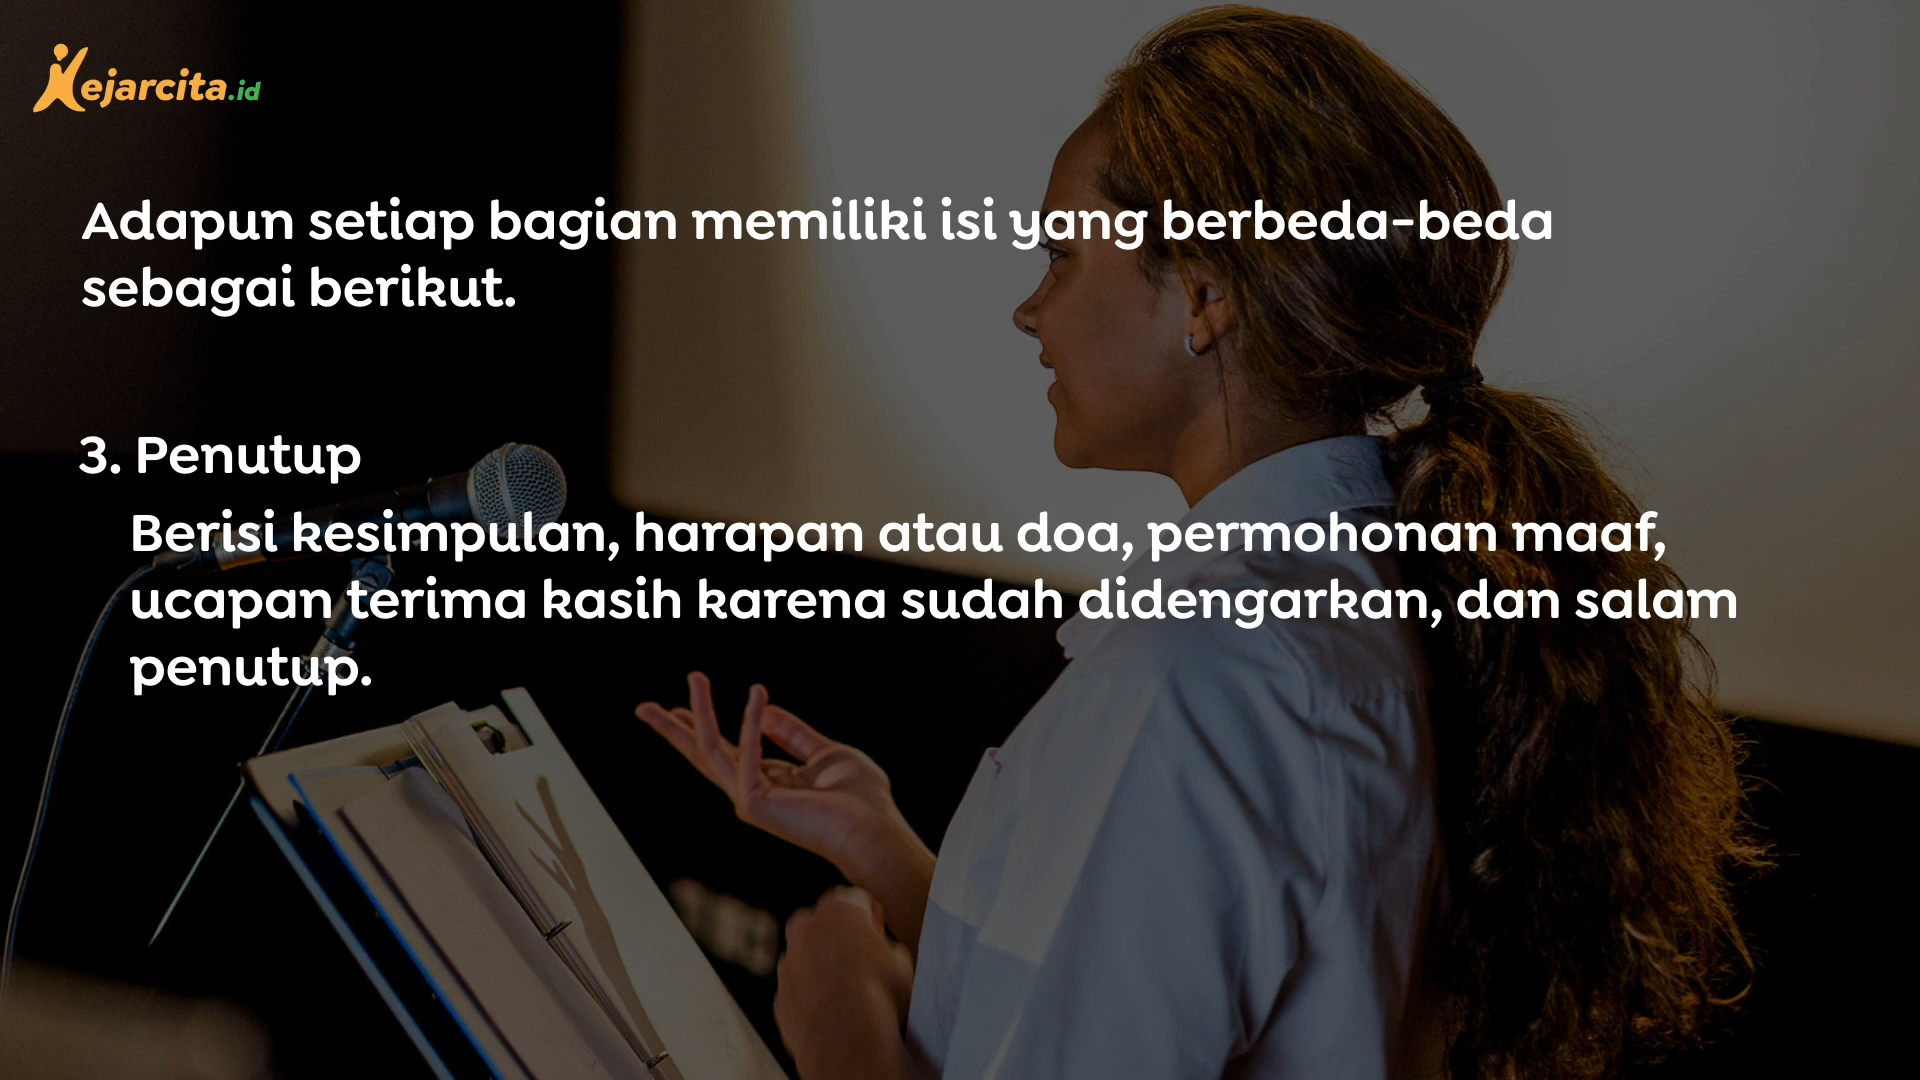 Kejarcita.id
Adapun setiap bagian memiliki isi yang berbeda-beda
sebagai berikut.
3. Penutup
Berisi kesimpulan, harapan atau doa, permohonan maaf,
ucapan terima kasih karena sudah didengarkan, dan salam
penutup.